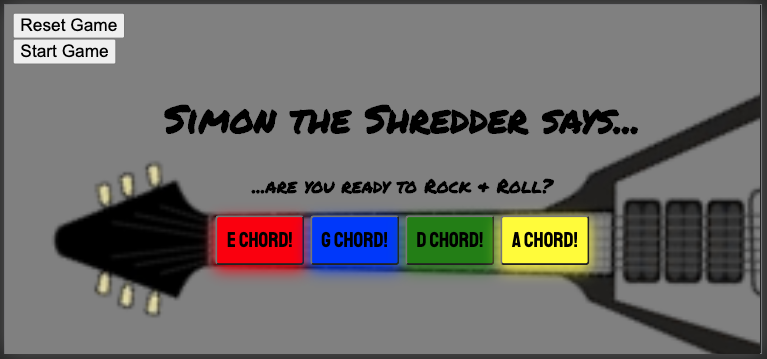 Reset Game
Start Game
Simon the Shredder says...
...are you ready to Rock & Roll?
E CHORD! G CHORD! D CHORD! A CHORD!